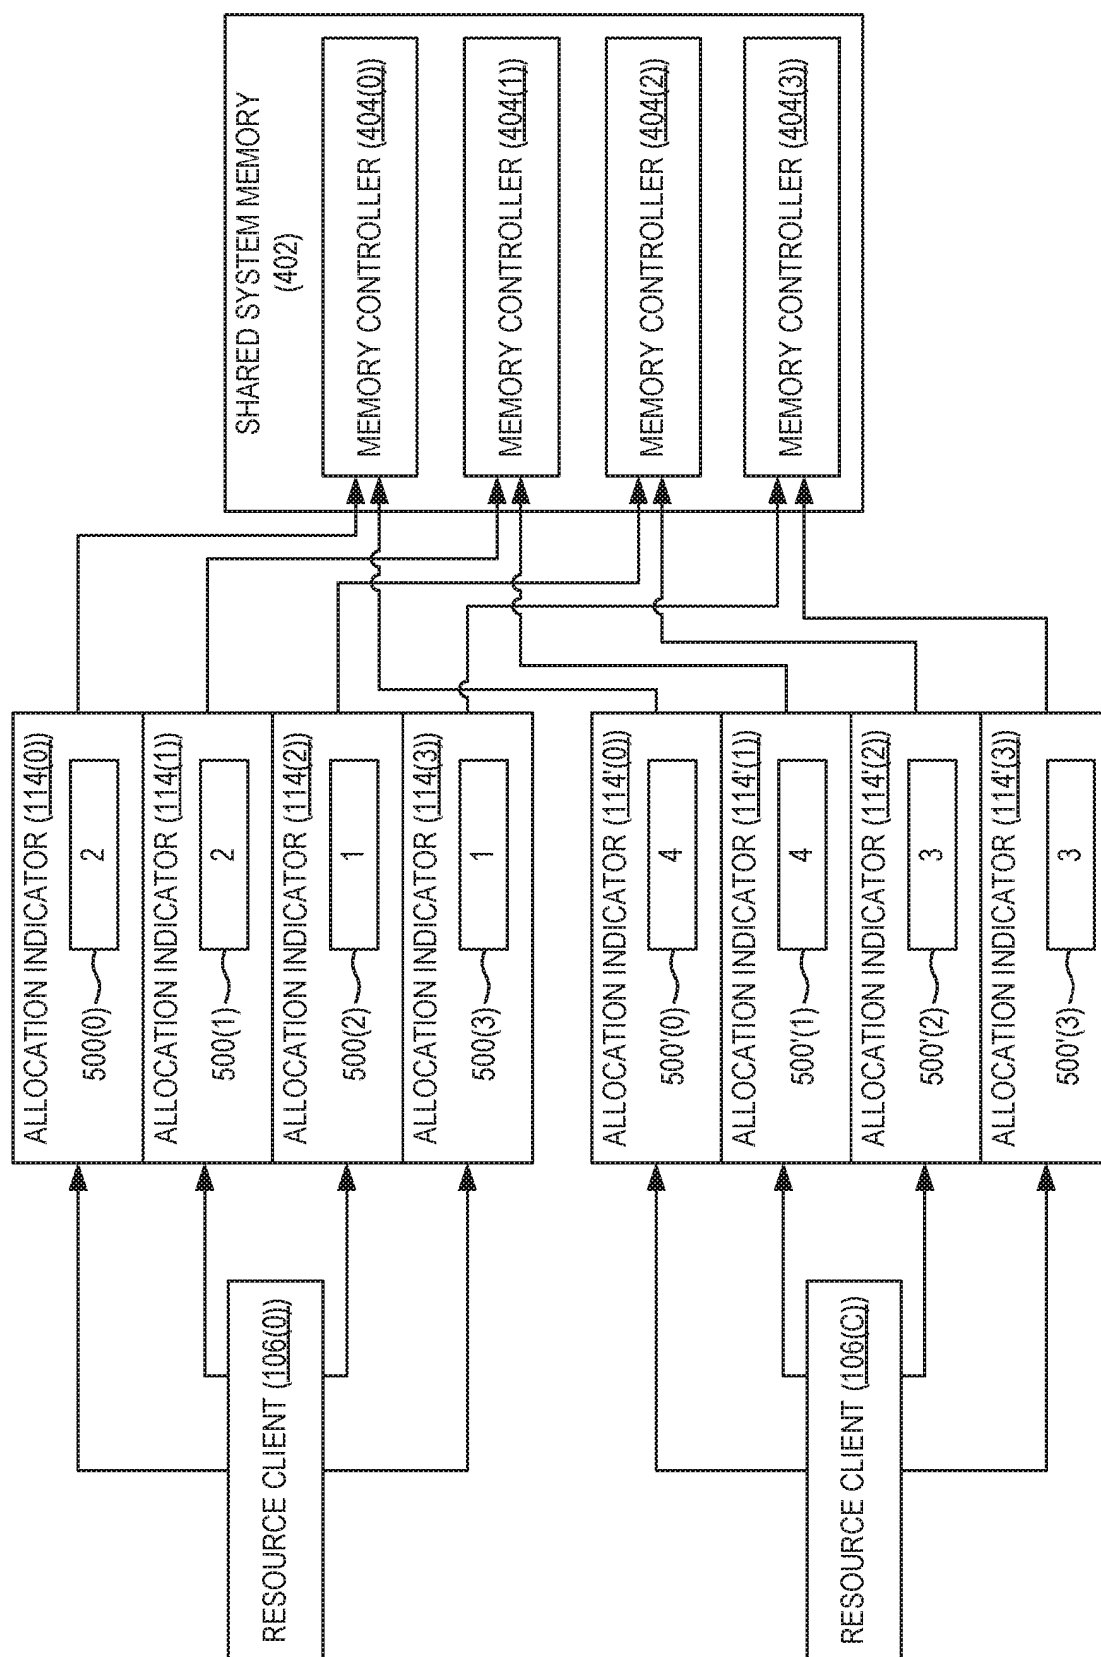 RESOURCE CLIENT (106(0))
ALLOCATION INDICATOR (114(0))
500(0)
2
ALLOCATION INDICATOR (114(1))
500(1)
2
ALLOCATION INDICATOR (114(2))
500(2)
1
ALLOCATION INDICATOR (114(3))
500(3)
1
SHARED SYSTEM MEMORY
(402)
MEMORY CONTROLLER (404(0))
MEMORY CONTROLLER (404(1))
MEMORY CONTROLLER (404(2))
MEMORY CONTROLLER (404(3))
RESOURCE CLIENT (106(C))
ALLOCATION INDICATOR (114'(0))
500'(0)
4
ALLOCATION INDICATOR (114'(1))
500'(1)
4
ALLOCATION INDICATOR (114'(2))
500'(2)
3
ALLOCATION INDICATOR (114'(3))
500'(3)
3